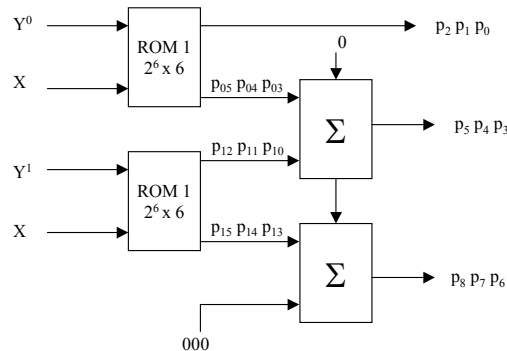 Y⁰
ROM 1
2⁶ x 6
p₂ p₁ p₀
0
X
p₀₅ p₀₄ p₀₃
Σ
p₅ p₄ p₃
Y¹
ROM 1
2⁶ x 6
p₁₂ p₁₁ p₁₀
X
p₁₅ p₁₄ p₁₃
Σ
p₈ p₇ p₆
000